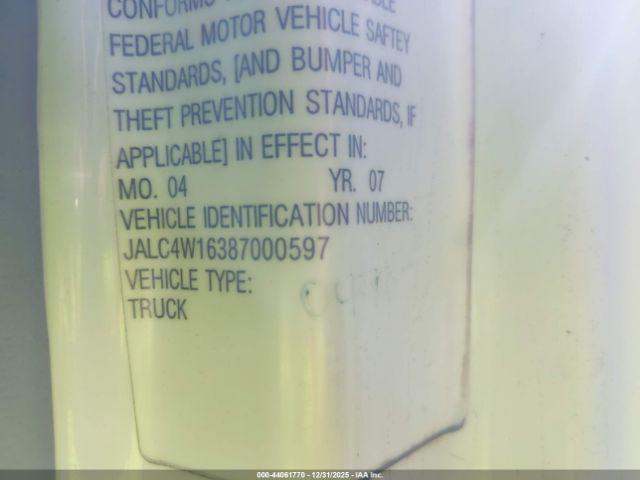 CONFORMS
FEDERAL MOTOR VEHICLE SAFTEY
STANDARDS, [AND BUMPER AND
THEFT PREVENTION STANDARDS, IF
APPLICABLE] IN EFFECT IN:
MO. 04 YR. 07
VEHICLE IDENTIFICATION NUMBER:
JALC4W16387000597
VEHICLE TYPE:
TRUCK
000-44061770 - 12/31/2025 - IAA Inc.